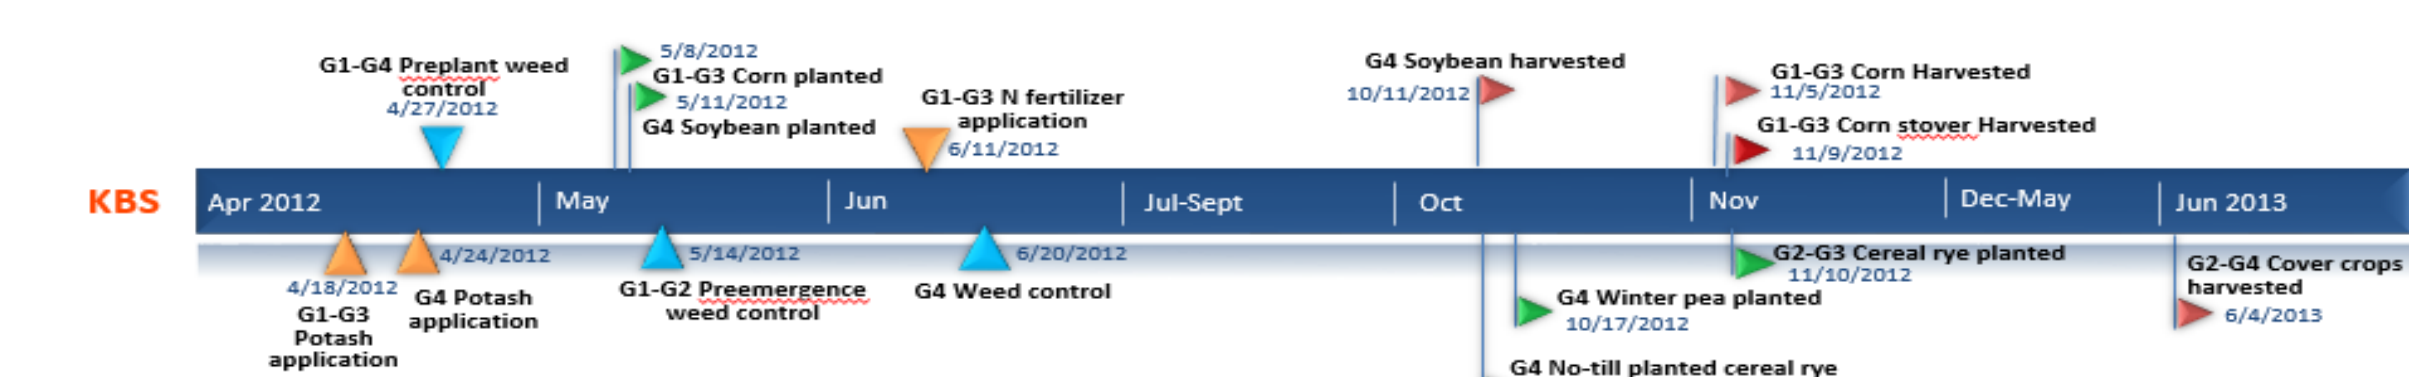 G1-G4 Preplant weed
control
4/27/2012
5/8/2012
G1-G3 Corn planted
5/11/2012
G4 Soybean planted
G1-G3 N fertilizer
application
6/11/2012
G4 Soybean harvested
10/11/2012
G1-G3 Corn Harvested
11/5/2012
G1-G3 Corn stover Harvested
11/9/2012
KBS
Apr 2012
May
Jun
Jul-Sept
Oct
Nov
Dec-May
Jun 2013
4/18/2012
G1-G3
Potash
application
4/24/2012
G4 Potash
application
5/14/2012
G1-G2 Preemergence
weed control
6/20/2012
G4 Weed control
G2-G3 Cereal rye planted
11/10/2012
G4 Winter pea planted
10/17/2012
G4 No-till planted cereal rye
G2-G4 Cover crops
harvested
6/4/2013